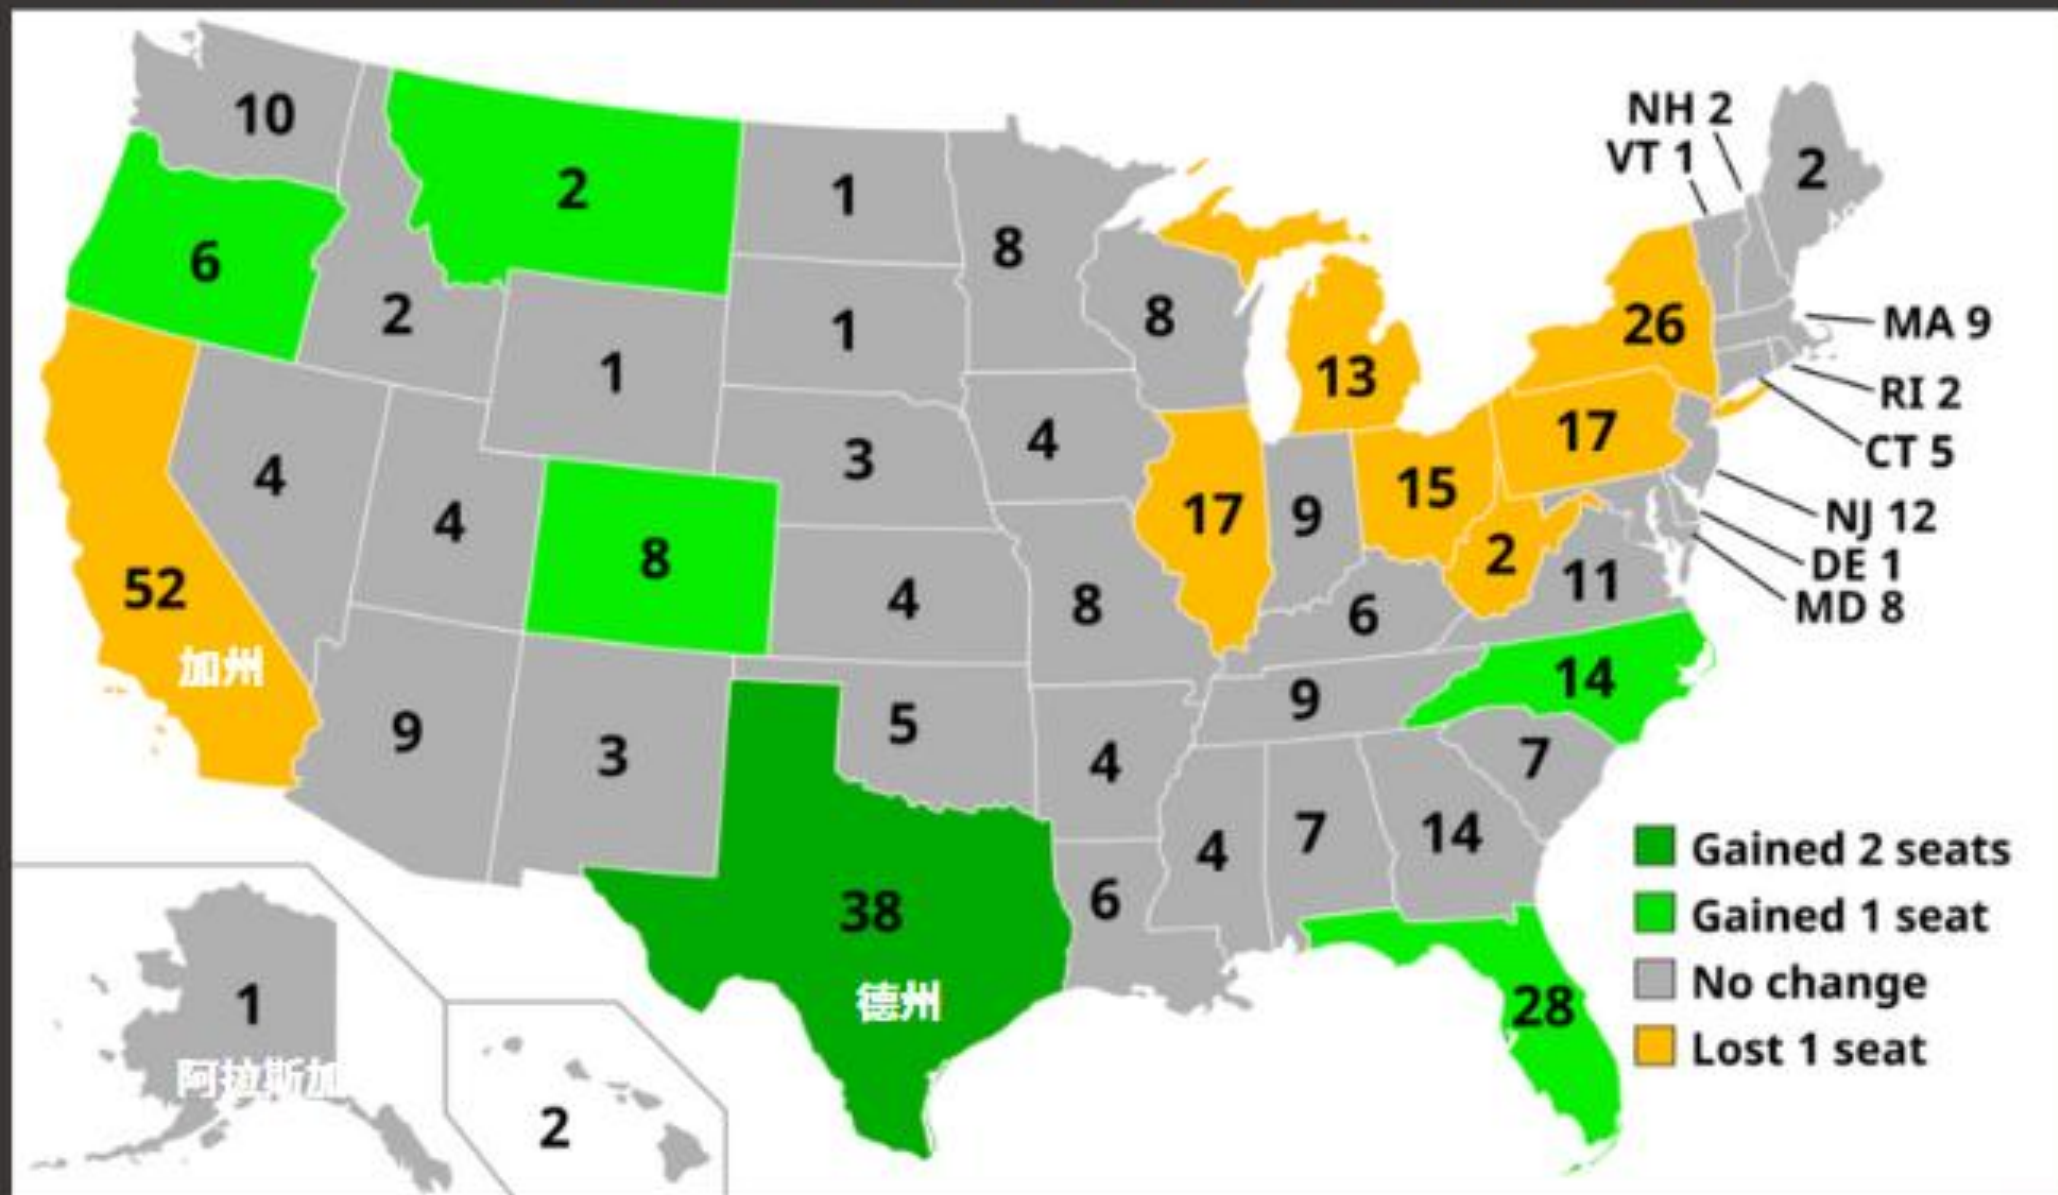 10
NH 2
VT 1
2
2
1
6
8
2
1
8
26
MA 9
1
13
RI 2
4
3
4
17
CT 5
4
8
17
9
15
2
11
NJ 12
DE 1
MD 8
52
4
8
6
加州
9
3
5
9
14
4
7
38
6
4
7
14
德州
28
Gained 2 seats
Gained 1 seat
No change
Lost 1 seat
1
阿拉斯加
2